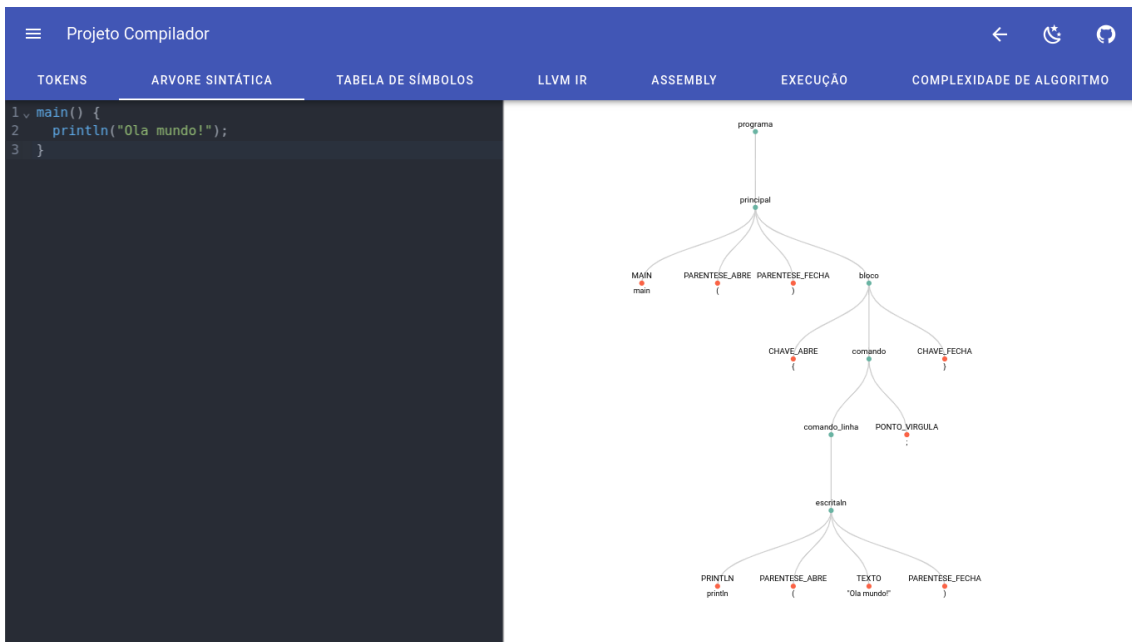 Projeto Compilador
TOKENS ARVORE SINTÁTICA TABELA DE SÍMBOLOS LLVM IR ASSEMBLY EXECUÇÃO COMPLEXIDADE DE ALGORITMO
1 main() {
2 println("Ola mundo!");
3 }
programa
principal
MAIN PARENTESE_ABRE PARENTESE_FECHA bloco
main ( )
CHAVE_ABRE comando CHAVE_FECHA
{ }
comando_linha PONTO_VIRGULA
;
escritaln
PRINTLN PARENTESE_ABRE TEXTO PARENTESE_FECHA
println ( "Ola mundo!" )